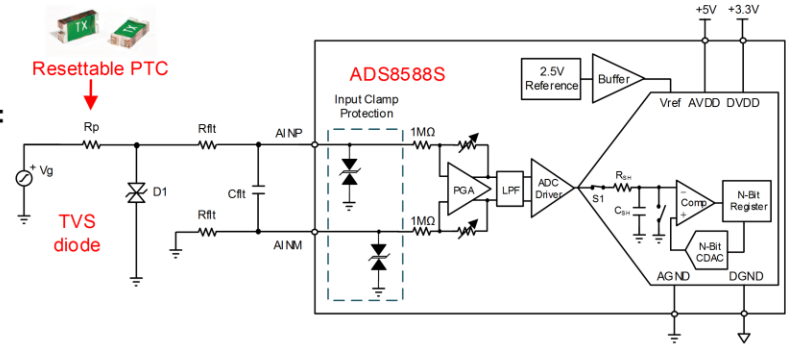 +5V
+3.3V
TX
TX
Resettable PTC
ADS8588S
2.5V
Reference
Buffer
Vref
AVDD
DVDD
:
Input Clamp
Protection
Rp
Rflt
AINP
1MΩ
+
Vg
D1
Cflt
PGA
LPF
ADC
Driver
S1
RSH
CSH
−
Comp
+
N-Bit
Register
TVS
diode
Rflt
AINM
1MΩ
N-Bit
CDAC
AGND
DGND